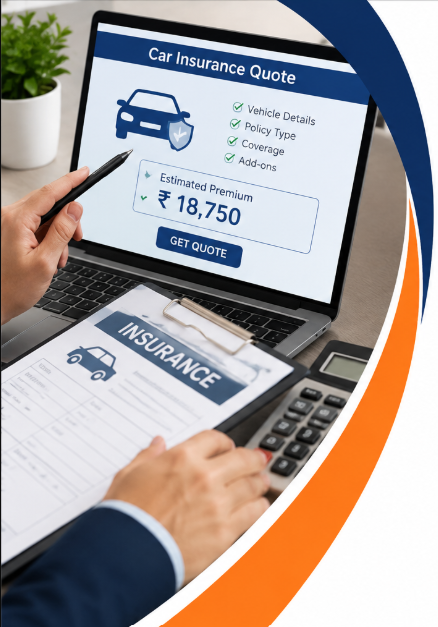 Car Insurance Quote
Vehicle Details
Policy Type
Coverage
Add-ons
Estimated Premium
₹ 18,750
GET QUOTE
INSURANCE